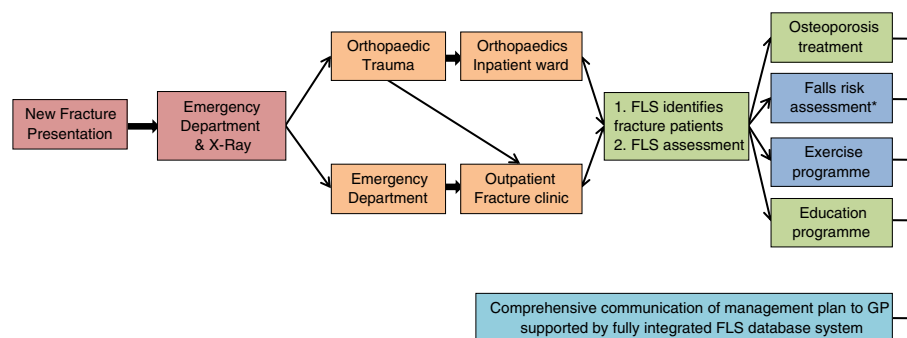 New Fracture
Presentation
Emergency
Department
& X-Ray
Orthopaedic
Trauma
Orthopaedics
Inpatient ward
Emergency
Department
Outpatient
Fracture clinic
1. FLS identifies
fracture patients
2. FLS assessment
Osteoporosis
treatment
Falls risk
assessment*
Exercise
programme
Education
programme
Comprehensive communication of management plan to GP
supported by fully integrated FLS database system